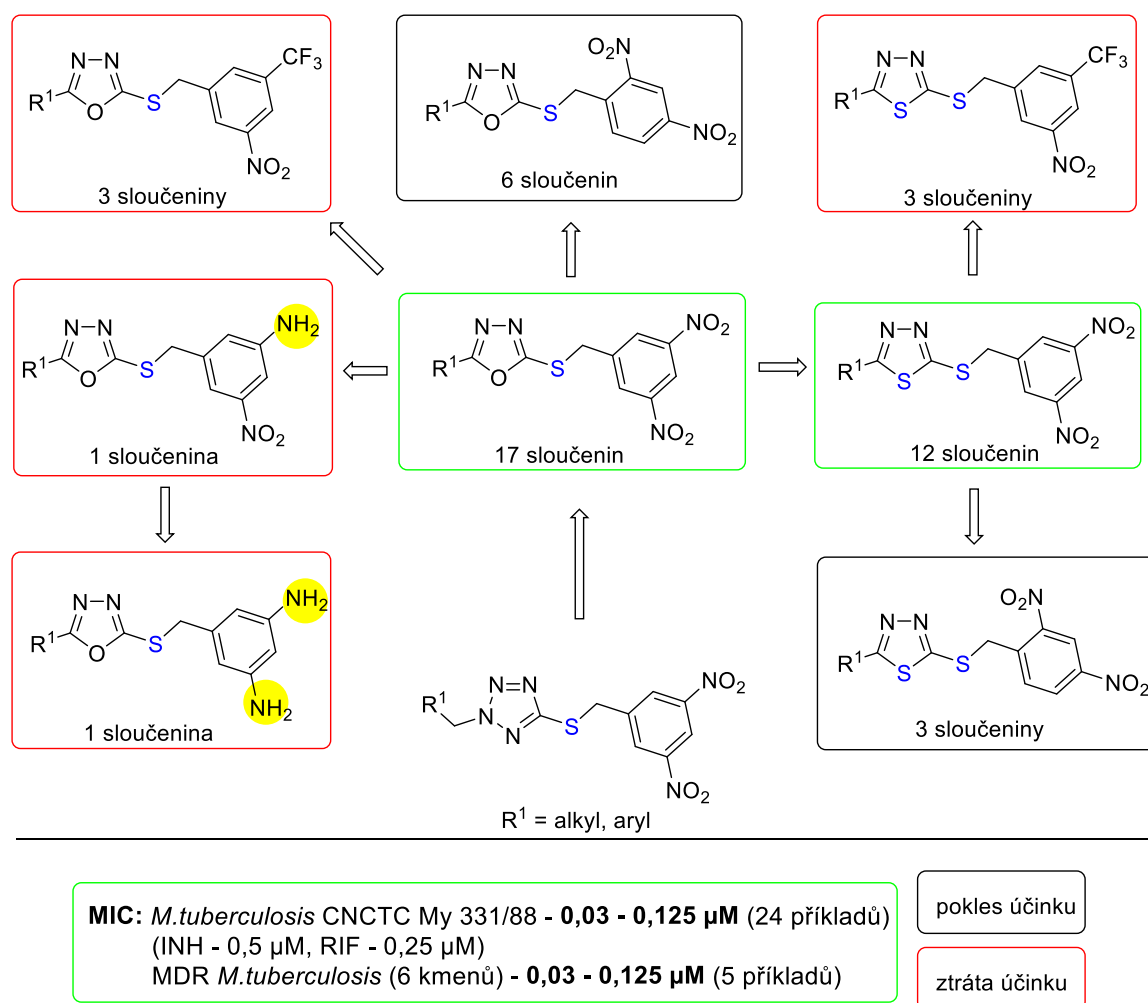 N N
R¹ O S
CF₃
NO₂
3 sloučeniny
N N
R¹ O S
O₂N
NO₂
6 sloučenin
N N
R¹ S S
CF₃
NO₂
3 sloučeniny
N N
R¹ O S
NH₂
NO₂
1 sloučenina
N N
R¹ O S
NO₂
NO₂
17 sloučenin
N N
R¹ S S
NO₂
NO₂
12 sloučenin
N N
R¹ O S
NH₂
NH₂
1 sloučenina
R¹
N=N
N N S
NO₂
NO₂
R¹ = alkyl, aryl
N N
R¹ S S
O₂N
NO₂
3 sloučeniny
MIC: M.tuberculosis CNCTC My 331/88 - 0,03 - 0,125 µM (24 příkladů)
(INH - 0,5 µM, RIF - 0,25 µM)
MDR M.tuberculosis (6 kmenů) - 0,03 - 0,125 µM (5 příkladů)
pokles účinku
ztráta účinku